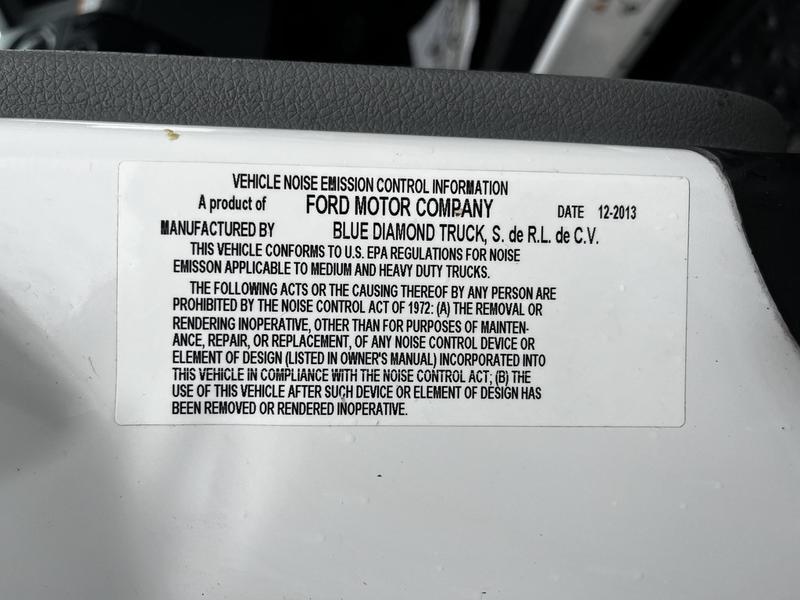 VEHICLE NOISE EMISSION CONTROL INFORMATION
A product of FORD MOTOR COMPANY DATE 12-2013
MANUFACTURED BY BLUE DIAMOND TRUCK, S. de R.L. de C.V.
THIS VEHICLE CONFORMS TO U.S. EPA REGULATIONS FOR NOISE
EMISSON APPLICABLE TO MEDIUM AND HEAVY DUTY TRUCKS.
THE FOLLOWING ACTS OR THE CAUSING THEREOF BY ANY PERSON ARE
PROHIBITED BY THE NOISE CONTROL ACT OF 1972: (A) THE REMOVAL OR
RENDERING INOPERATIVE, OTHER THAN FOR PURPOSES OF MAINTEN-
ANCE, REPAIR, OR REPLACEMENT, OF ANY NOISE CONTROL DEVICE OR
ELEMENT OF DESIGN (LISTED IN OWNER'S MANUAL) INCORPORATED INTO
THIS VEHICLE IN COMPLIANCE WITH THE NOISE CONTROL ACT; (B) THE
USE OF THIS VEHICLE AFTER SUCH DEVICE OR ELEMENT OF DESIGN HAS
BEEN REMOVED OR RENDERED INOPERATIVE.